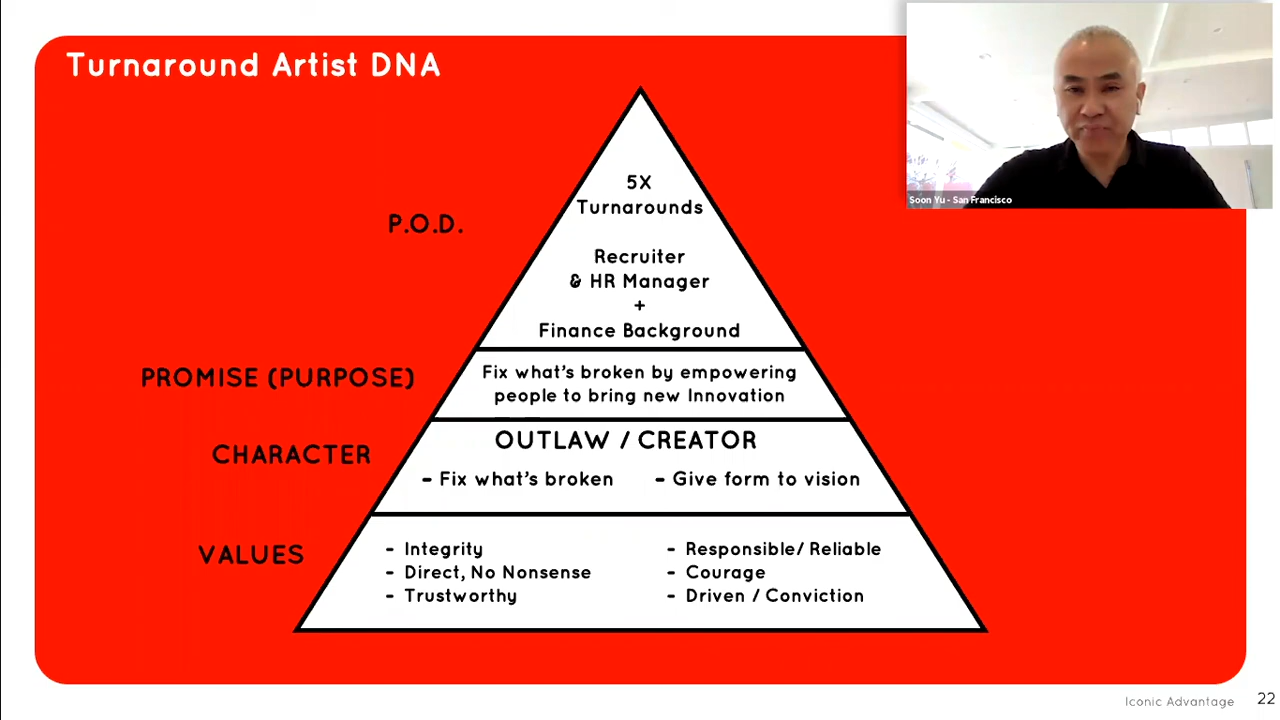 Turnaround Artist DNA
Soon Yu - San Francisco
P.O.D.
5X
Turnarounds
Recruiter
& HR Manager
+
Finance Background
PROMISE (PURPOSE)
Fix what's broken by empowering
people to bring new Innovation
CHARACTER
OUTLAW / CREATOR
- Fix what's broken
- Give form to vision
VALUES
- Integrity
- Direct, No Nonsense
- Trustworthy
- Responsible/ Reliable
- Courage
- Driven / Conviction
Iconic Advantage
22